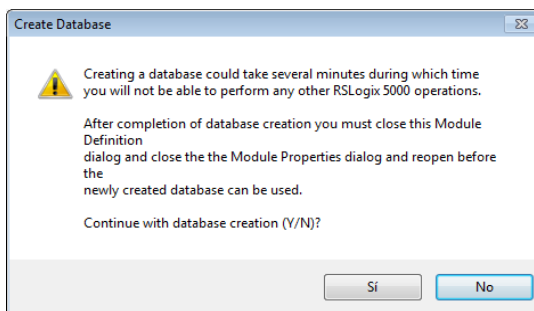 Create Database
Creating a database could take several minutes during which time
you will not be able to perform any other RSLogix 5000 operations.
After completion of database creation you must close this Module
Definition
dialog and close the the Module Properties dialog and reopen before
the
newly created database can be used.
Continue with database creation (Y/N)?
Sí
No